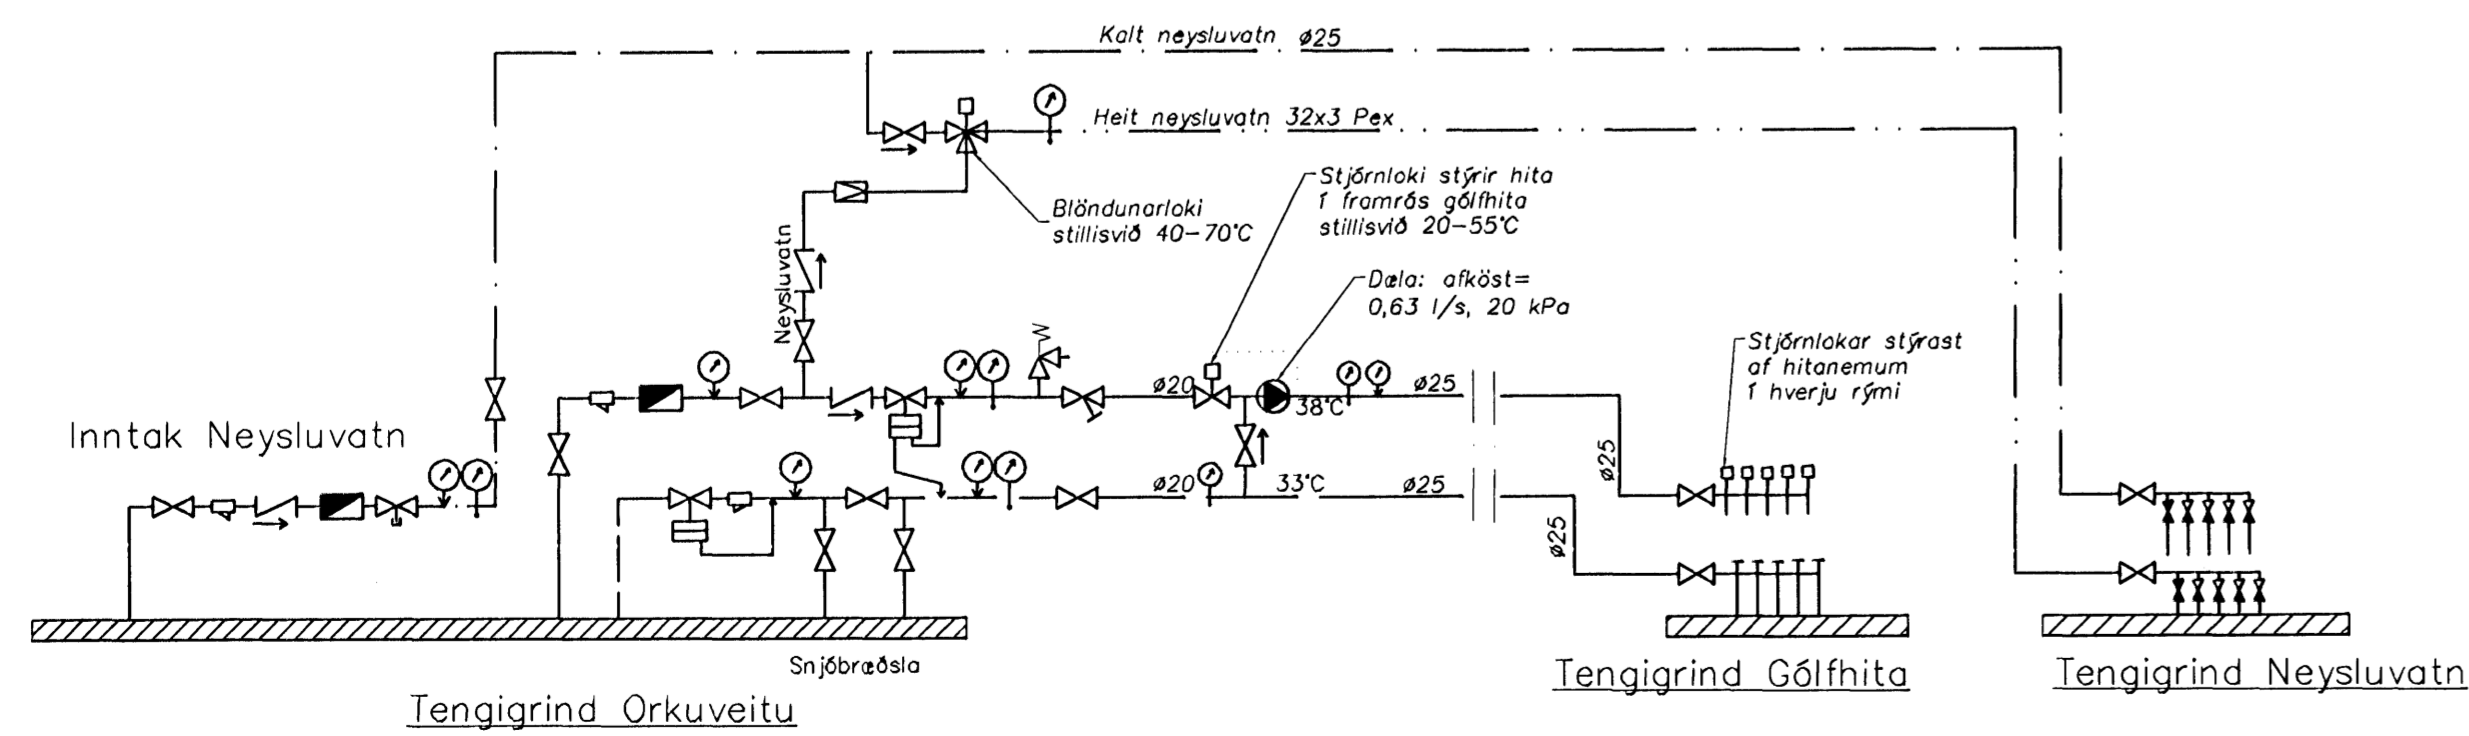 Kalt neysluvatn ø25
Heit neysluvatn 32x3 Pex
Stjórnloki stýrir hita
í framrás gólfhita
stillisvið 20-55°C
Blöndunarloki
stillisvið 40-70°C
Neysluvatn
Dæla: afköst=
0,63 l/s, 20 kPa
Stjórnlokar stýrast
af hitanemum
í hverju rými
ø20
38°C
ø25
Inntak Neysluvatn
ø25
ø20
33°C
ø25
ø25
Snjóbræðsla
Tengigrind Orkuveitu
Tengigrind Gólfhita
Tengigrind Neysluvatn